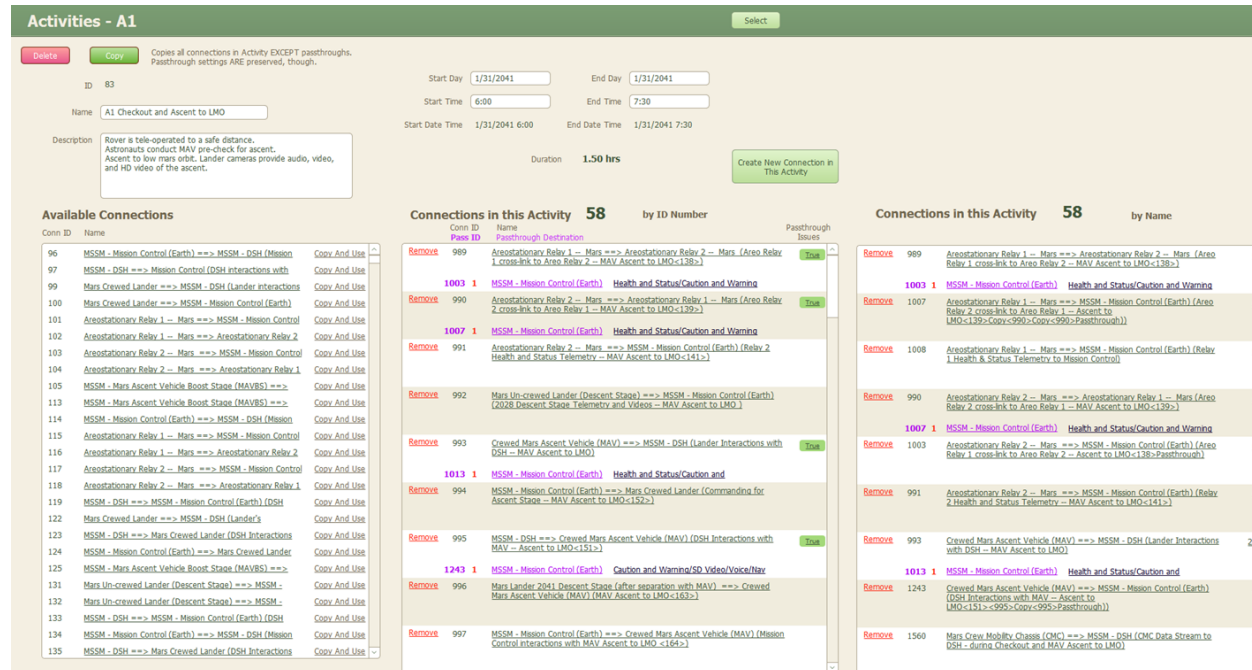 Activities - A1
Select
Delete
Copy
Copies all connections in Activity EXCEPT passthroughs.
Passthrough settings ARE preserved, though.
ID 83
Name A1 Checkout and Ascent to LMO
Description Rover is tele-operated to a safe distance.
Astronauts conduct MAV pre-check for ascent.
Ascent to low mars orbit. Lander cameras provide audio, video,
and HD video of the ascent.
Start Day 1/31/2041 End Day 1/31/2041
Start Time 6:00 End Time 7:30
Start Date Time 1/31/2041 6:00 End Date Time 1/31/2041 7:30
Duration 1.50 hrs
Create New Connection in
This Activity
Available Connections
Conn ID Name
96 MSSM - Mission Control (Earth) ==> MSSM - DSH (Mission Copy And Use
97 MSSM - DSH ==> Mission Control (DSH interactions with Copy And Use
99 Mars Crewed Lander ==> MSSM - DSH (Lander interactions Copy And Use
100 Mars Crewed Lander ==> MSSM - Mission Control (Earth) Copy And Use
101 Areostationary Relay 1 -- Mars ==> MSSM - Mission Control Copy And Use
102 Areostationary Relay 1 -- Mars ==> Areostationary Relay 2 Copy And Use
103 Areostationary Relay 2 -- Mars ==> MSSM - Mission Control Copy And Use
104 Areostationary Relay 2 -- Mars ==> Areostationary Relay 1 Copy And Use
105 MSSM - Mars Ascent Vehicle Boost Stage (MAVBS) ==> Copy And Use
113 MSSM - Mars Ascent Vehicle Boost Stage (MAVBS) ==> Copy And Use
114 MSSM - Mission Control (Earth) ==> MSSM - DSH (Mission Copy And Use
115 Areostationary Relay 1 -- Mars ==> MSSM - Mission Control Copy And Use
116 Areostationary Relay 1 -- Mars ==> Areostationary Relay 2 Copy And Use
117 Areostationary Relay 2 -- Mars ==> MSSM - Mission Control Copy And Use
118 Areostationary Relay 2 -- Mars ==> Areostationary Relay 1 Copy And Use
119 MSSM - DSH ==> MSSM - Mission Control (Earth) (DSH Copy And Use
122 Mars Crewed Lander ==> MSSM - DSH (Lander's Copy And Use
123 MSSM - DSH ==> Mars Crewed Lander (DSH Interactions Copy And Use
124 MSSM - Mission Control (Earth) ==> Mars Crewed Lander Copy And Use
125 MSSM - Mars Ascent Vehicle Boost Stage (MAVBS) ==> Copy And Use
131 Mars Un-crewed Lander (Descent Stage) ==> MSSM - Copy And Use
132 Mars Un-crewed Lander (Descent Stage) ==> MSSM - Copy And Use
133 MSSM - DSH ==> MSSM - Mission Control (Earth) (DSH Copy And Use
134 MSSM - Mission Control (Earth) ==> MSSM - DSH (Mission Copy And Use
135 MSSM - DSH ==> Mars Crewed Lander (DSH Interactions Copy And Use
Connections in this Activity 58 by ID Number
Conn ID Name Passthrough
Pass ID Passthrough Destination Issues
Remove 989 Areostationary Relay 1 -- Mars ==> Areostationary Relay 2 -- Mars (Areo Relay True
1 cross-link to Areo Relay 2 -- MAV Ascent to LMO<138>)
1003 1 MSSM - Mission Control (Earth) Health and Status/Caution and Warning
Remove 990 Areostationary Relay 2 -- Mars ==> Areostationary Relay 1 -- Mars (Areo Relay True
2 cross-link to Areo Relay 1 -- MAV Ascent to LMO<139>)
1007 1 MSSM - Mission Control (Earth) Health and Status/Caution and Warning
Remove 991 Areostationary Relay 2 -- Mars ==> MSSM - Mission Control (Earth) (Relay 2
Health and Status Telemetry -- MAV Ascent to LMO<141>)
Remove 992 Mars Un-crewed Lander (Descent Stage) ==> MSSM - Mission Control (Earth)
(2028 Descent Stage Telemetry and Videos -- MAV Ascent to LMO )
Remove 993 Crewed Mars Ascent Vehicle (MAV) ==> MSSM - DSH (Lander Interactions with True
DSH -- MAV Ascent to LMO)
1013 1 MSSM - Mission Control (Earth) Health and Status/Caution and
Remove 994 MSSM - Mission Control (Earth) ==> Mars Crewed Lander (Commanding for
Ascent Stage -- MAV Ascent to LMO<152>)
Remove 995 MSSM - DSH ==> Crewed Mars Ascent Vehicle (MAV) (DSH Interactions with True
MAV -- Ascent to LMO<151>)
1243 1 MSSM - Mission Control (Earth) Caution and Warning/SD Video/Voice/Nav
Remove 996 Mars Lander 2041 Descent Stage (after separation with MAV) ==> Crewed
Mars Ascent Vehicle (MAV) (MAV Ascent to LMO<163>)
Remove 997 MSSM - Mission Control (Earth) ==> Crewed Mars Ascent Vehicle (MAV) (Mission
Control interactions with MAV Ascent to LMO <164>)
Connections in this Activity 58 by Name
Remove 989 Areostationary Relay 1 -- Mars ==> Areostationary Relay 2 -- Mars (Areo
Relay 1 cross-link to Areo Relay 2 -- MAV Ascent to LMO<138>)
1003 1 MSSM - Mission Control (Earth) Health and Status/Caution and Warning
Remove 1007 Areostationary Relay 1 -- Mars ==> MSSM - Mission Control (Earth) (Areo
Relay 2 cross-link to Areo Relay 1 -- Ascent to
LMO<139>Copy<990>Copy<990>Passthrough))
Remove 1008 Areostationary Relay 1 -- Mars ==> MSSM - Mission Control (Earth) (Relay
1 Health & Status Telemetry to Mission Control)
Remove 990 Areostationary Relay 2 -- Mars ==> Areostationary Relay 1 -- Mars (Areo
Relay 2 cross-link to Areo Relay 1 -- MAV Ascent to LMO<139>)
1007 1 MSSM - Mission Control (Earth) Health and Status/Caution and Warning
Remove 1003 Areostationary Relay 2 -- Mars ==> MSSM - Mission Control (Earth) (Areo
Relay 1 cross-link to Areo Relay 2 -- Ascent to LMO<138>Passthrough)
Remove 991 Areostationary Relay 2 -- Mars ==> MSSM - Mission Control (Earth) (Relay
2 Health and Status Telemetry -- MAV Ascent to LMO<141>)
Remove 993 Crewed Mars Ascent Vehicle (MAV) ==> MSSM - DSH (Lander Interactions 2
with DSH -- MAV Ascent to LMO)
1013 1 MSSM - Mission Control (Earth) Health and Status/Caution and
Remove 1243 Crewed Mars Ascent Vehicle (MAV) ==> MSSM - Mission Control (Earth)
(DSH Interactions with MAV -- Ascent to
LMO<151><995>Copy<995>Passthrough))
Remove 1560 Mars Crew Mobility Chassis (CMC) ==> MSSM - DSH (CMC Data Stream to
DSH - during Checkout and MAV Ascent to LMO)